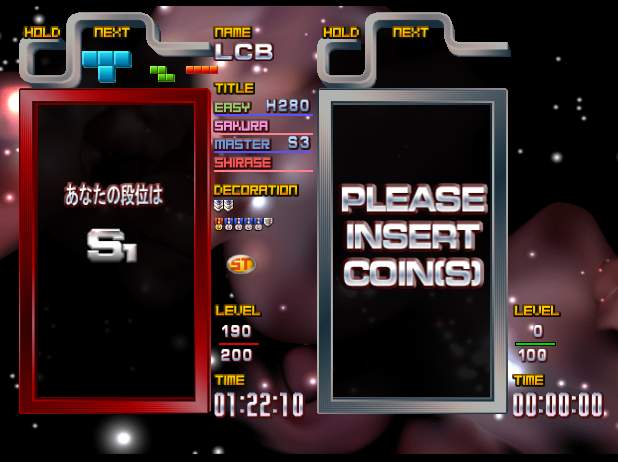 HOLD NEXT
NAME
LCB
TITLE
EASY H280
SAKURA
MASTER S3
SHIRASE
DECORATION
ST
LEVEL
190
200
TIME
01:22:10
あなたの段位は
S1
HOLD NEXT
PLEASE
INSERT
COIN(S)
LEVEL
0
100
TIME
00:00:00